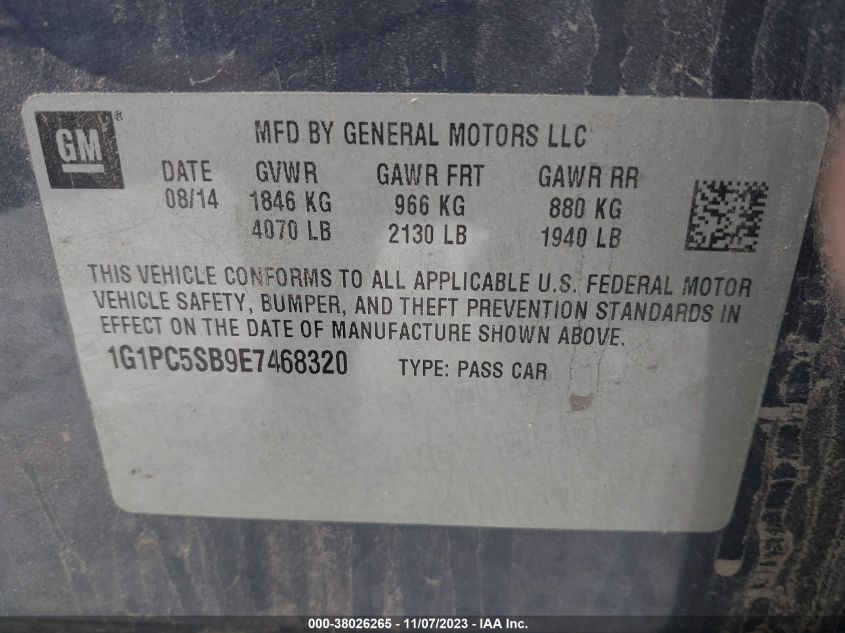 GM ®
MFD BY GENERAL MOTORS LLC
DATE GVWR GAWR FRT GAWR RR
08/14 1846 KG 966 KG 880 KG
4070 LB 2130 LB 1940 LB
THIS VEHICLE CONFORMS TO ALL APPLICABLE U.S. FEDERAL MOTOR
VEHICLE SAFETY, BUMPER, AND THEFT PREVENTION STANDARDS IN
EFFECT ON THE DATE OF MANUFACTURE SHOWN ABOVE.
1G1PC5SB9E7468320 TYPE: PASS CAR
000-38026265 - 11/07/2023 - IAA Inc.